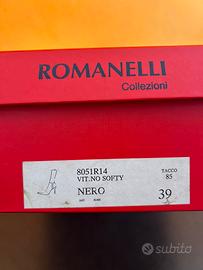 ROMANELLI
Collezioni
8051R14
VIT.NO SOFTY
TACCO
85
NERO
39
subito